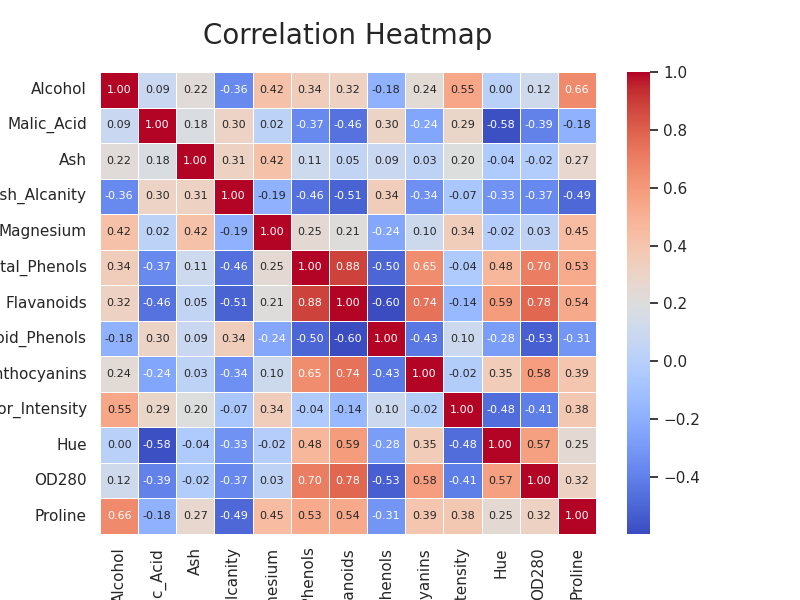 Correlation Heatmap
Alcohol 1.00 0.09 0.22 -0.36 0.42 0.34 0.32 -0.18 0.24 0.55 0.00 0.12 0.66
Malic_Acid 0.09 1.00 0.18 0.30 0.02 -0.37 -0.46 0.30 -0.24 0.29 -0.58 -0.39 -0.18
Ash 0.22 0.18 1.00 0.31 0.42 0.11 0.05 0.09 0.03 0.20 -0.04 -0.02 0.27
sh_Alcanity -0.36 0.30 0.31 1.00 -0.19 -0.46 -0.51 0.34 -0.34 -0.07 -0.33 -0.37 -0.49
Magnesium 0.42 0.02 0.42 -0.19 1.00 0.25 0.21 -0.24 0.10 0.34 -0.02 0.03 0.45
tal_Phenols 0.34 -0.37 0.11 -0.46 0.25 1.00 0.88 -0.50 0.65 -0.04 0.48 0.70 0.53
Flavanoids 0.32 -0.46 0.05 -0.51 0.21 0.88 1.00 -0.60 0.74 -0.14 0.59 0.78 0.54
oid_Phenols -0.18 0.30 0.09 0.34 -0.24 -0.50 -0.60 1.00 -0.43 0.10 -0.28 -0.53 -0.31
nthocyanins 0.24 -0.24 0.03 -0.34 0.10 0.65 0.74 -0.43 1.00 -0.02 0.35 0.58 0.39
or_Intensity 0.55 0.29 0.20 -0.07 0.34 -0.04 -0.14 0.10 -0.02 1.00 -0.48 -0.41 0.38
Hue 0.00 -0.58 -0.04 -0.33 -0.02 0.48 0.59 -0.28 0.35 -0.48 1.00 0.57 0.25
OD280 0.12 -0.39 -0.02 -0.37 0.03 0.70 0.78 -0.53 0.58 -0.41 0.57 1.00 0.32
Proline 0.66 -0.18 0.27 -0.49 0.45 0.53 0.54 -0.31 0.39 0.38 0.25 0.32 1.00
Alcohol
c_Acid
Ash
lcanity
nesium
Phenols
anoids
henols
yanins
tensity
Hue
OD280
Proline
1.0
0.8
0.6
0.4
0.2
0.0
−0.2
−0.4